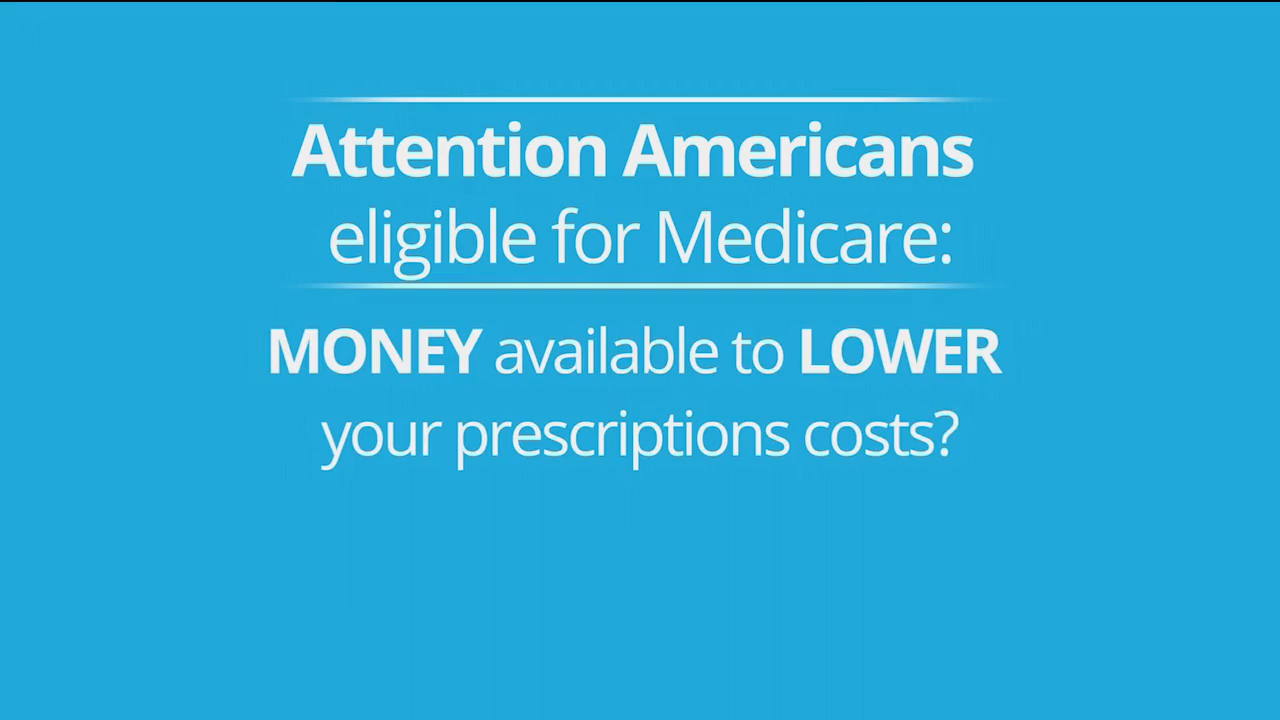 Attention Americans
eligible for Medicare:
MONEY available to LOWER
your prescriptions costs?